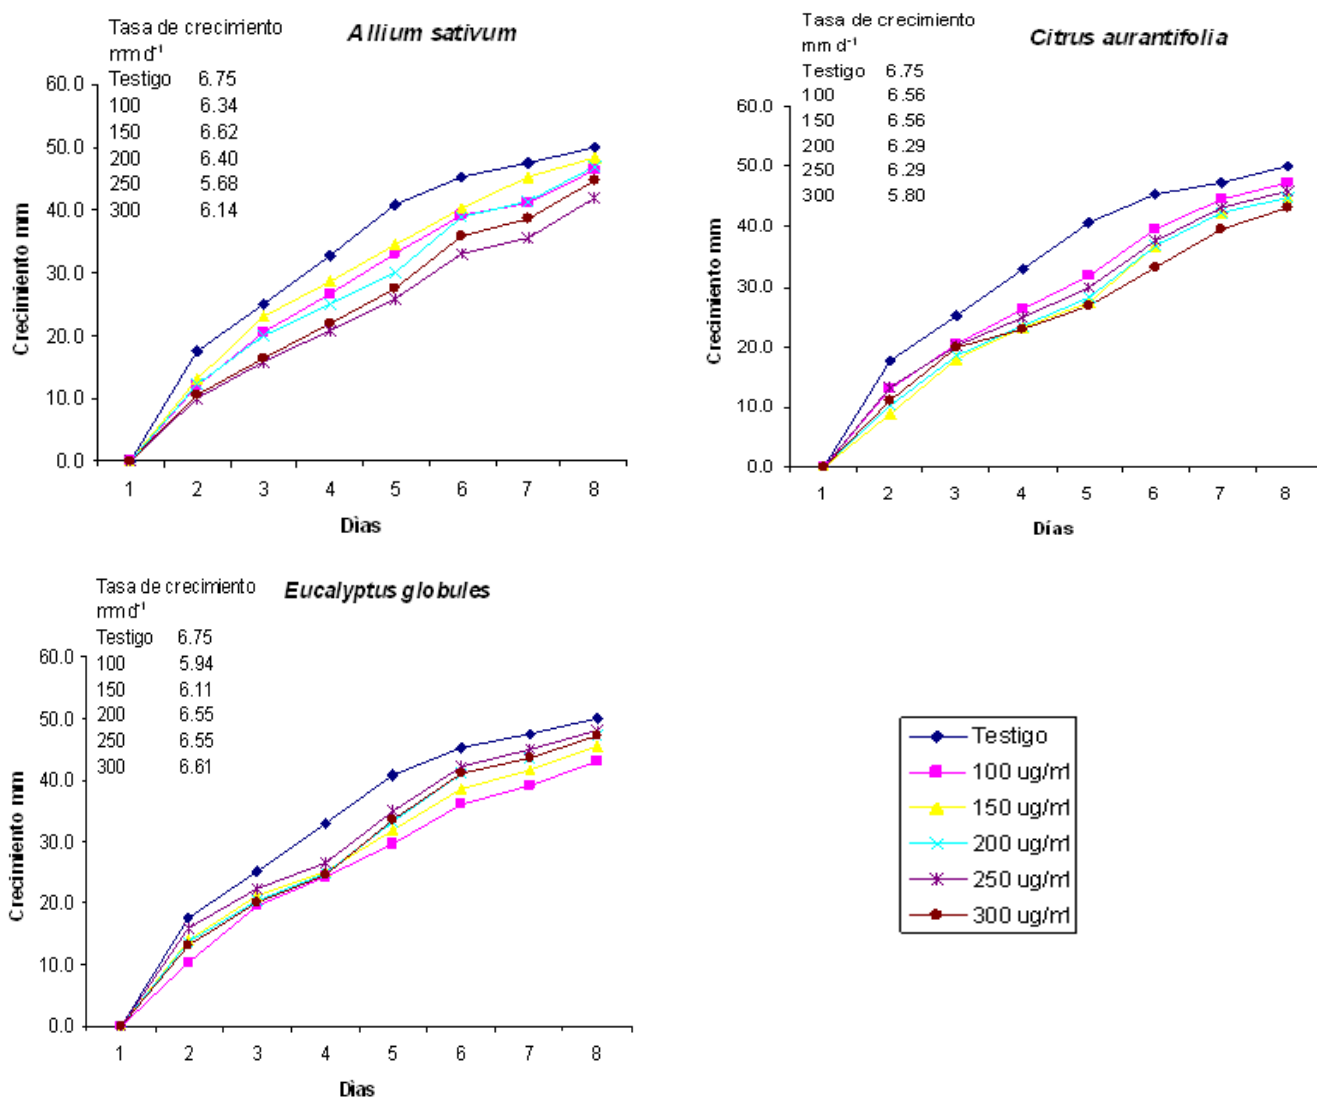 Tasa de crecimiento
mm d-1
Allium sativum
Testigo 6.75
100 6.34
150 6.62
200 6.40
250 5.68
300 6.14
60.0
50.0
40.0
30.0
20.0
10.0
0.0
Crecimiento mm
1 2 3 4 5 6 7 8
Dìas
Tasa de crecimiento
mm d-1
Citrus aurantifolia
Testigo 6.75
100 6.56
150 6.56
200 6.29
250 6.29
300 5.80
60.0
50.0
40.0
30.0
20.0
10.0
0.0
Crecimiento mm
1 2 3 4 5 6 7 8
Días
Tasa de crecimiento
mm d-1
Eucalyptus globules
Testigo 6.75
100 5.94
150 6.11
200 6.55
250 6.55
300 6.61
60.0
50.0
40.0
30.0
20.0
10.0
0.0
Crecimiento mm
1 2 3 4 5 6 7 8
Dìas
Testigo
100 ug/ml
150 ug/ml
200 ug/ml
250 ug/ml
300 ug/ml